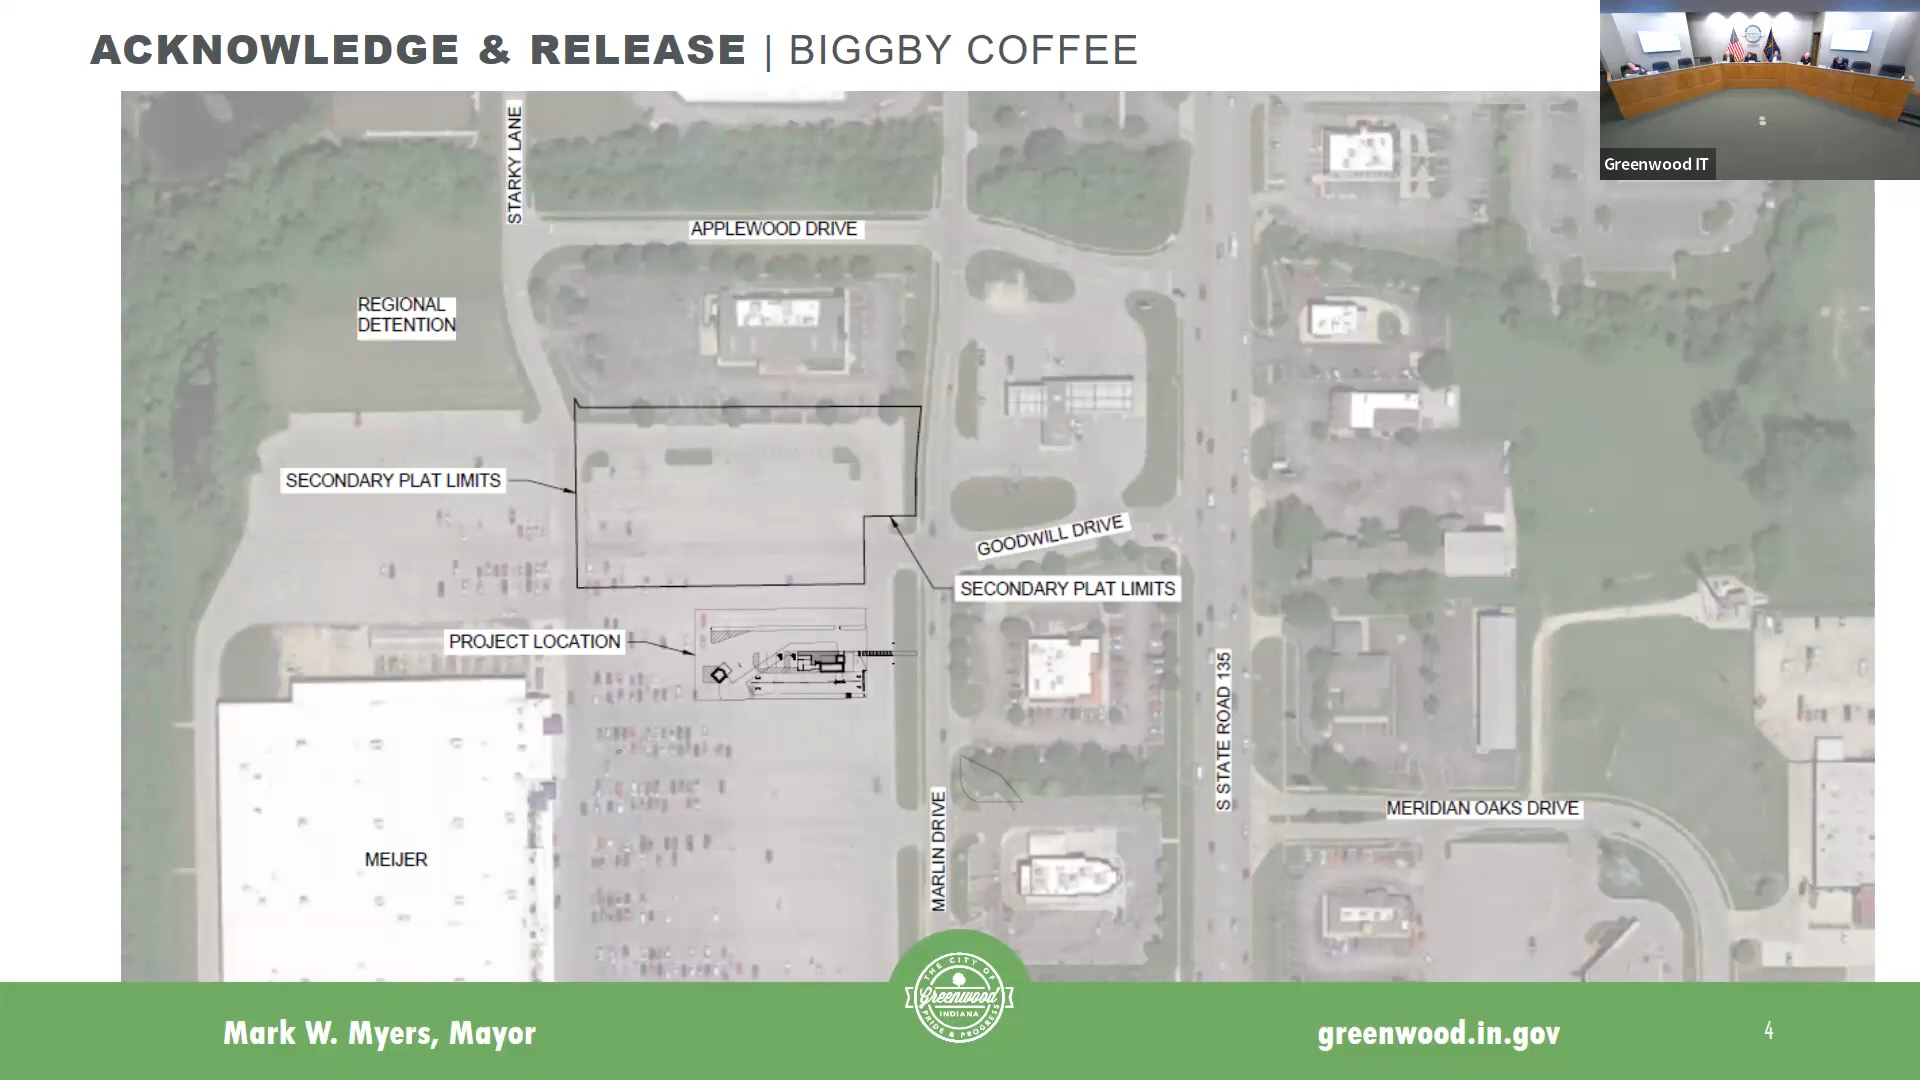 ACKNOWLEDGE & RELEASE | BIGGBY COFFEE
Greenwood IT
STARKY LANE
APPLEWOOD DRIVE
REGIONAL
DETENTION
SECONDARY PLAT LIMITS
GOODWILL DRIVE
SECONDARY PLAT LIMITS
PROJECT LOCATION
S STATE ROAD 135
MARLIN DRIVE
MERIDIAN OAKS DRIVE
MEIJER
THE CITY OF
Greenwood
INDIANA
PRIDE & PROGRESS
Mark W. Myers, Mayor
greenwood.in.gov
4